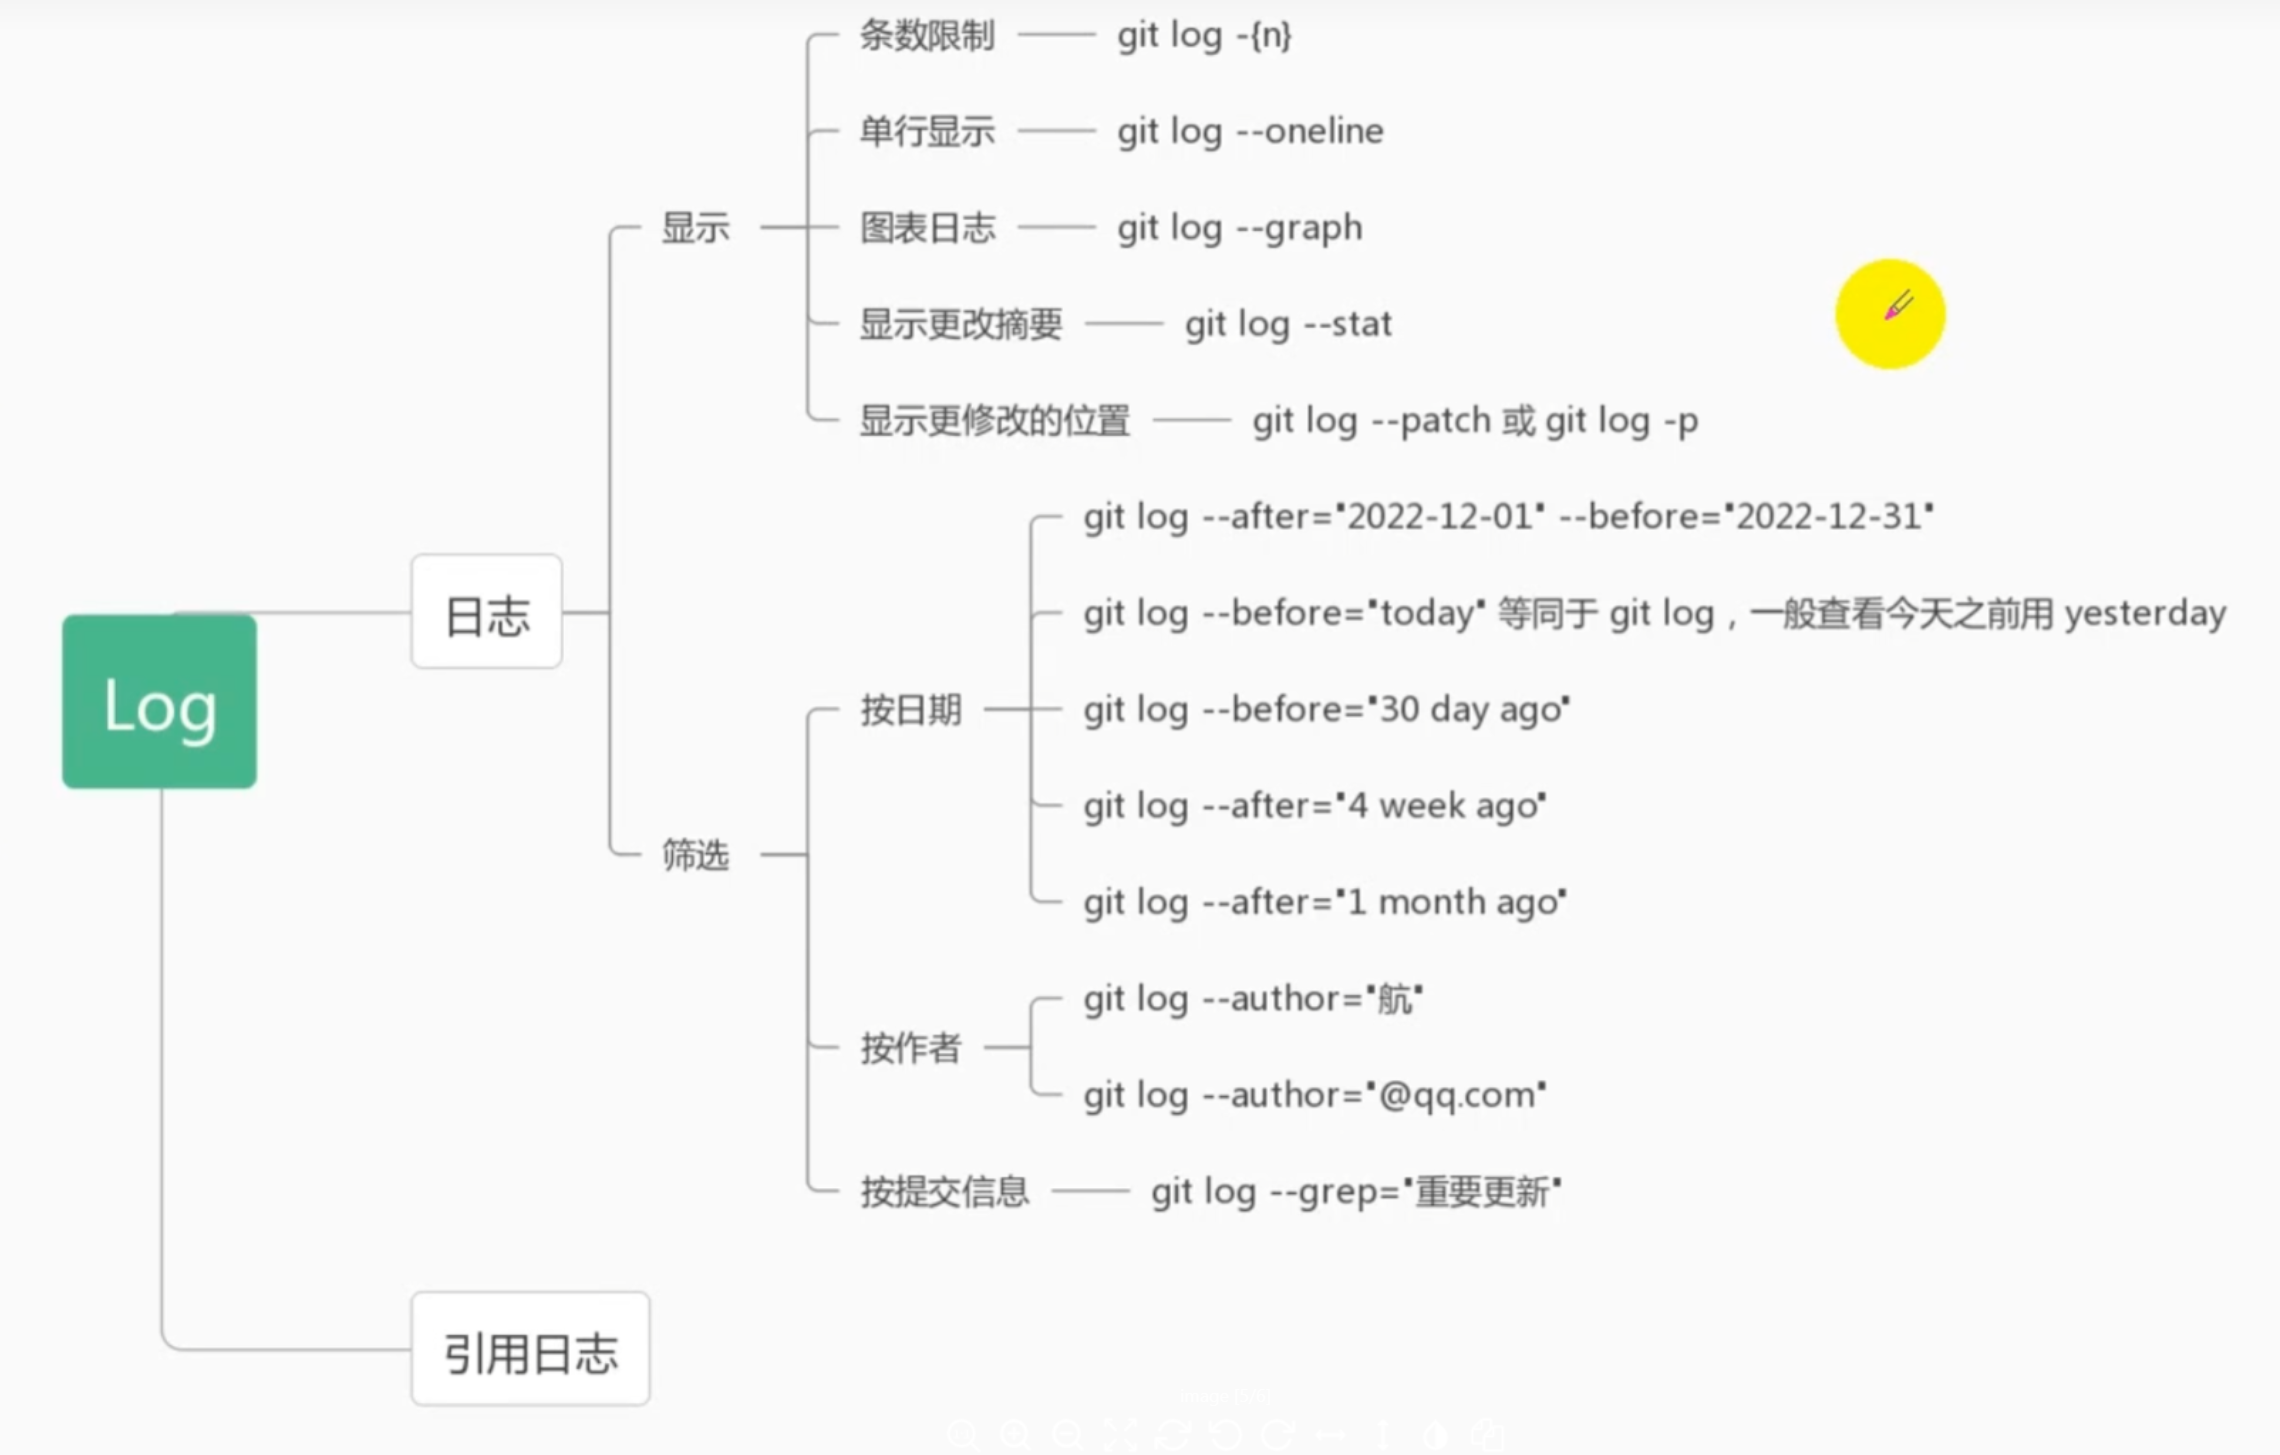 条数限制 git log -{n}
单行显示 git log --oneline
显示 图表日志 git log --graph
显示更改摘要 git log --stat
显示更修改的位置 git log --patch 或 git log -p
git log --after="2022-12-01" --before="2022-12-31"
日志 git log --before="today" 等同于 git log，一般查看今天之前用 yesterday
Log 按日期 git log --before="30 day ago"
git log --after="4 week ago"
筛选
git log --after="1 month ago"
git log --author="航"
按作者
git log --author="@qq.com"
按提交信息 git log --grep="重要更新"
引用日志